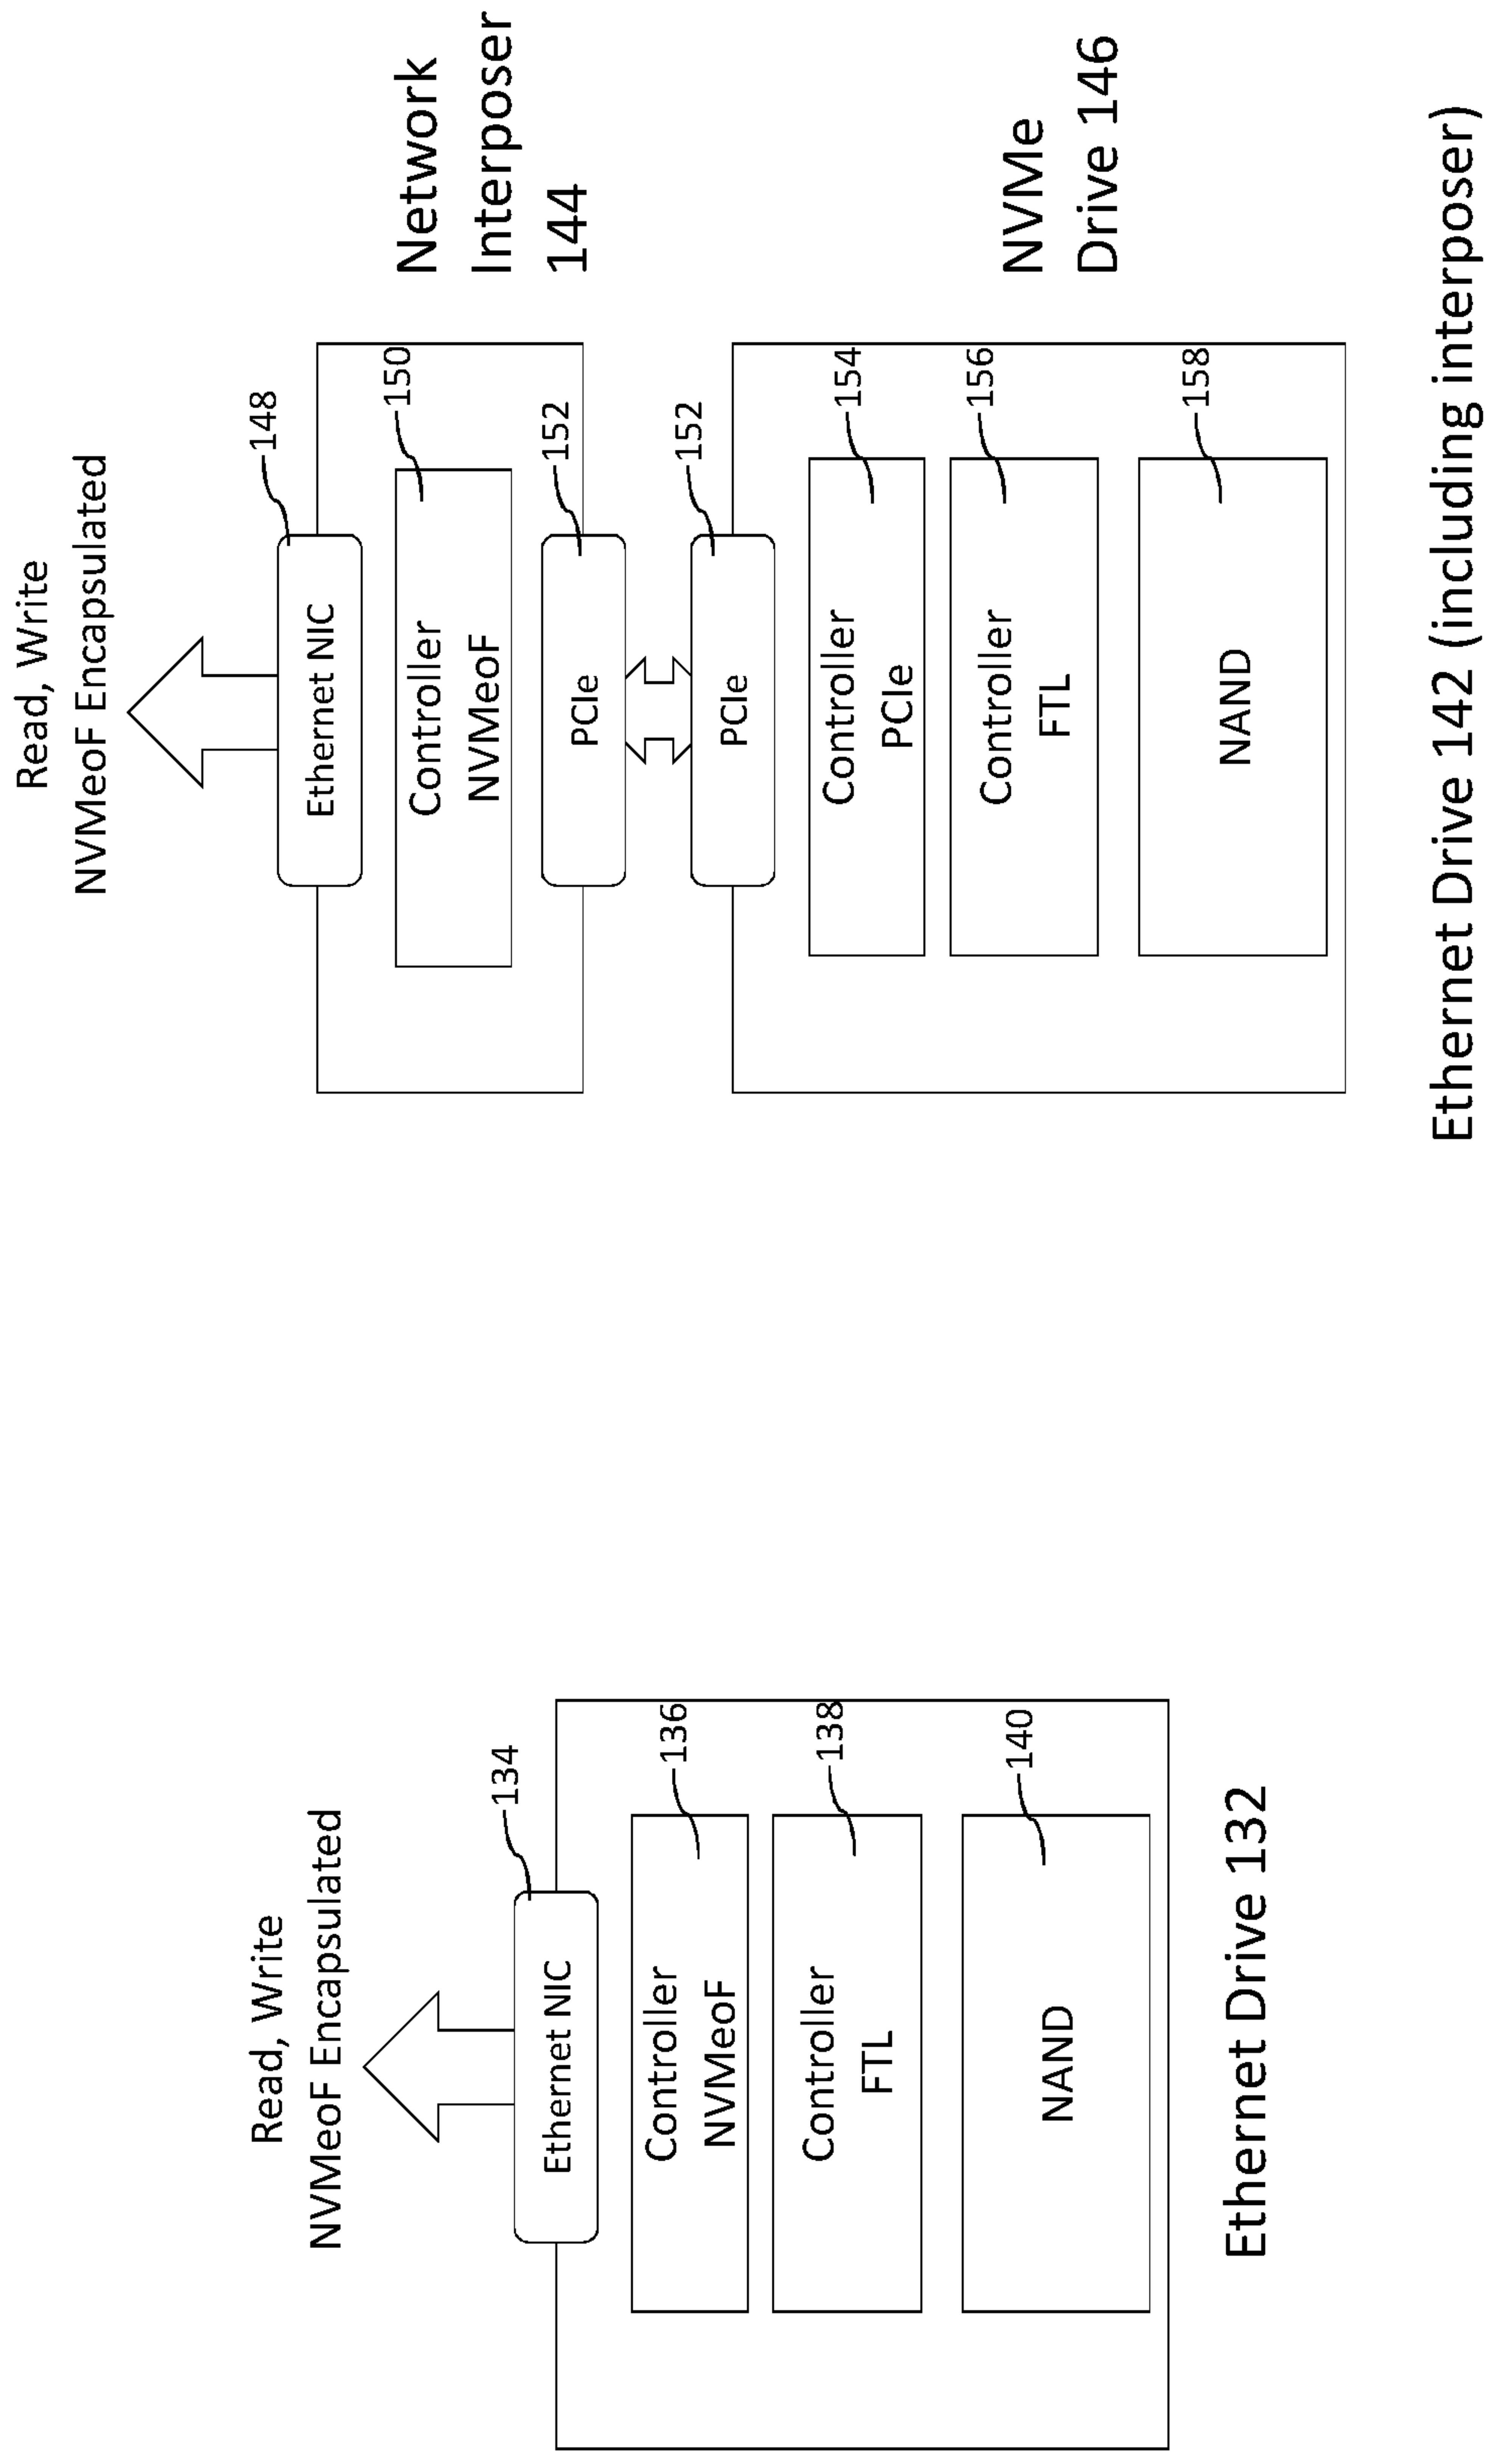 Read, Write
NVMeoF Encapsulated
134
Ethernet NIC
136
Controller
NVMeoF
138
Controller
FTL
140
NAND
Ethernet Drive 132
Read, Write
NVMeoF Encapsulated
148
Ethernet NIC
150
Controller
NVMeoF
152
PCIe
Network
Interposer
144
152
PCIe
154
Controller
PCIe
156
Controller
FTL
158
NAND
NVMe
Drive 146
Ethernet Drive 142 (including interposer)